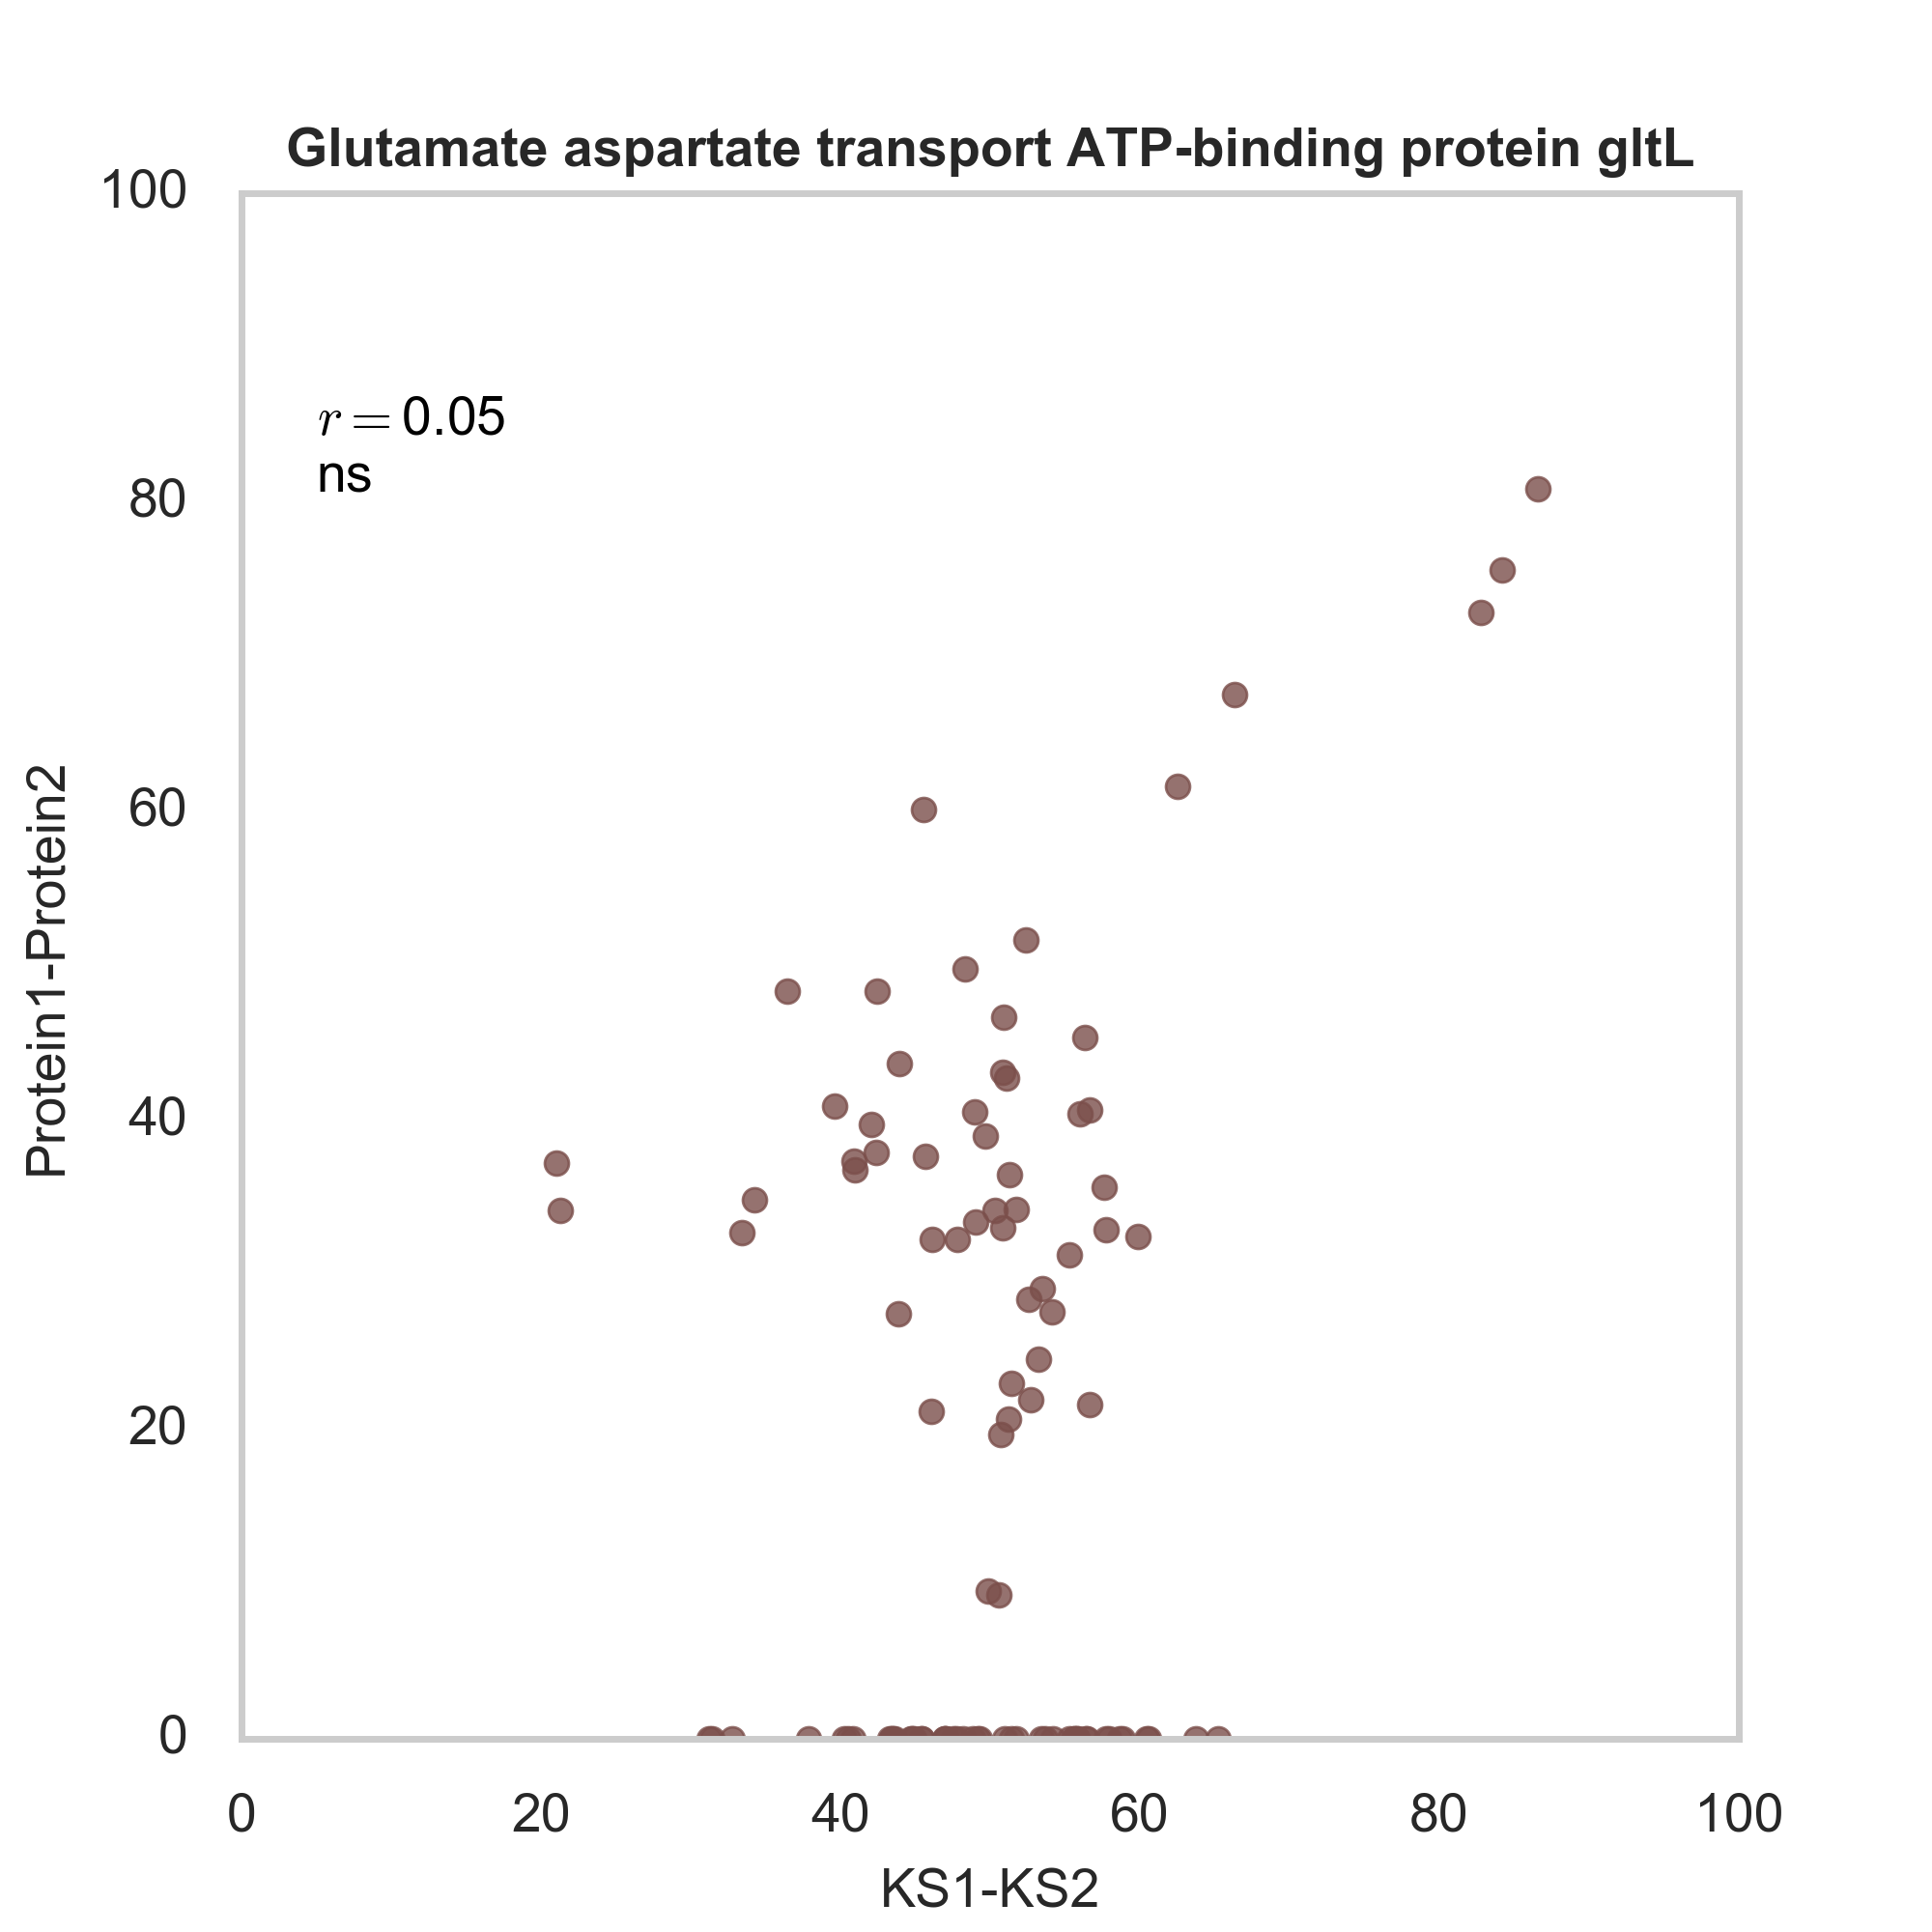 Glutamate aspartate transport ATP-binding protein gltL
100
80
60
40
20
0
r = 0.05
ns
Protein1-Protein2
0 20 40 60 80 100
KS1-KS2